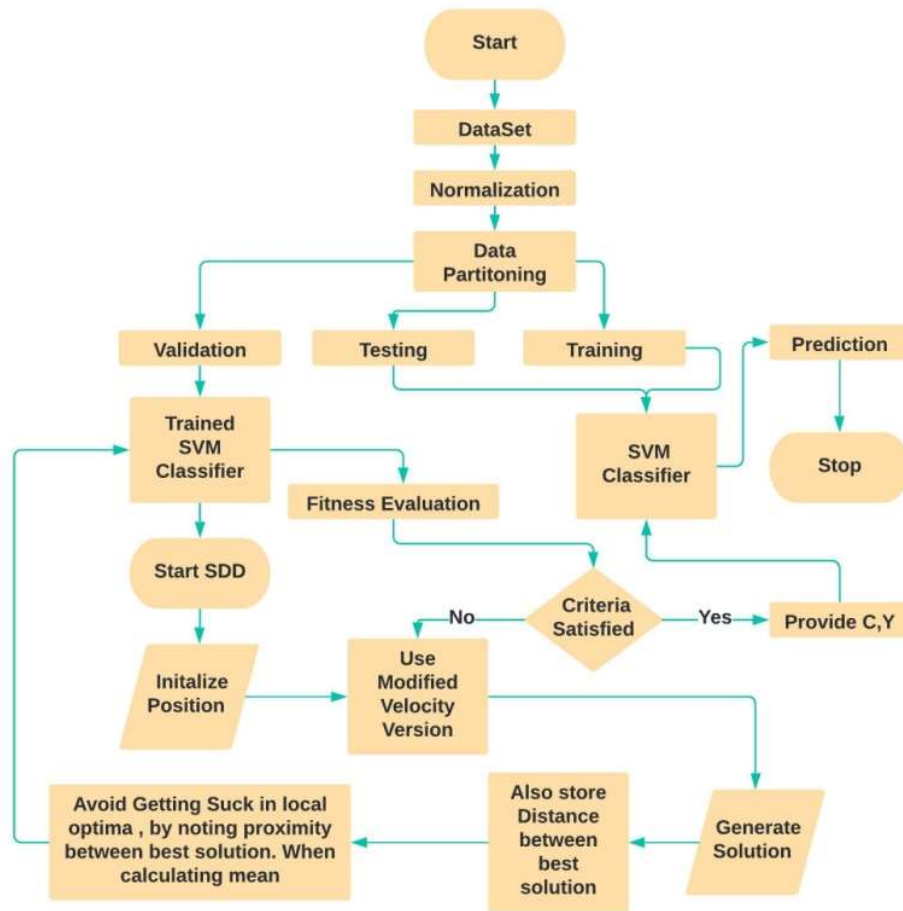 Start
DataSet
Normalization
Data
Partitoning
Validation
Testing
Training
Prediction
Trained
SVM
Classifier
SVM
Classifier
Stop
Fitness Evaluation
Start SDD
Criteria
Satisfied
No
Yes
Provide C,Y
Initalize
Position
Use
Modified
Velocity
Version
Avoid Getting Suck in local
optima , by noting proximity
between best solution. When
calculating mean
Also store
Distance
between
best
solution
Generate
Solution